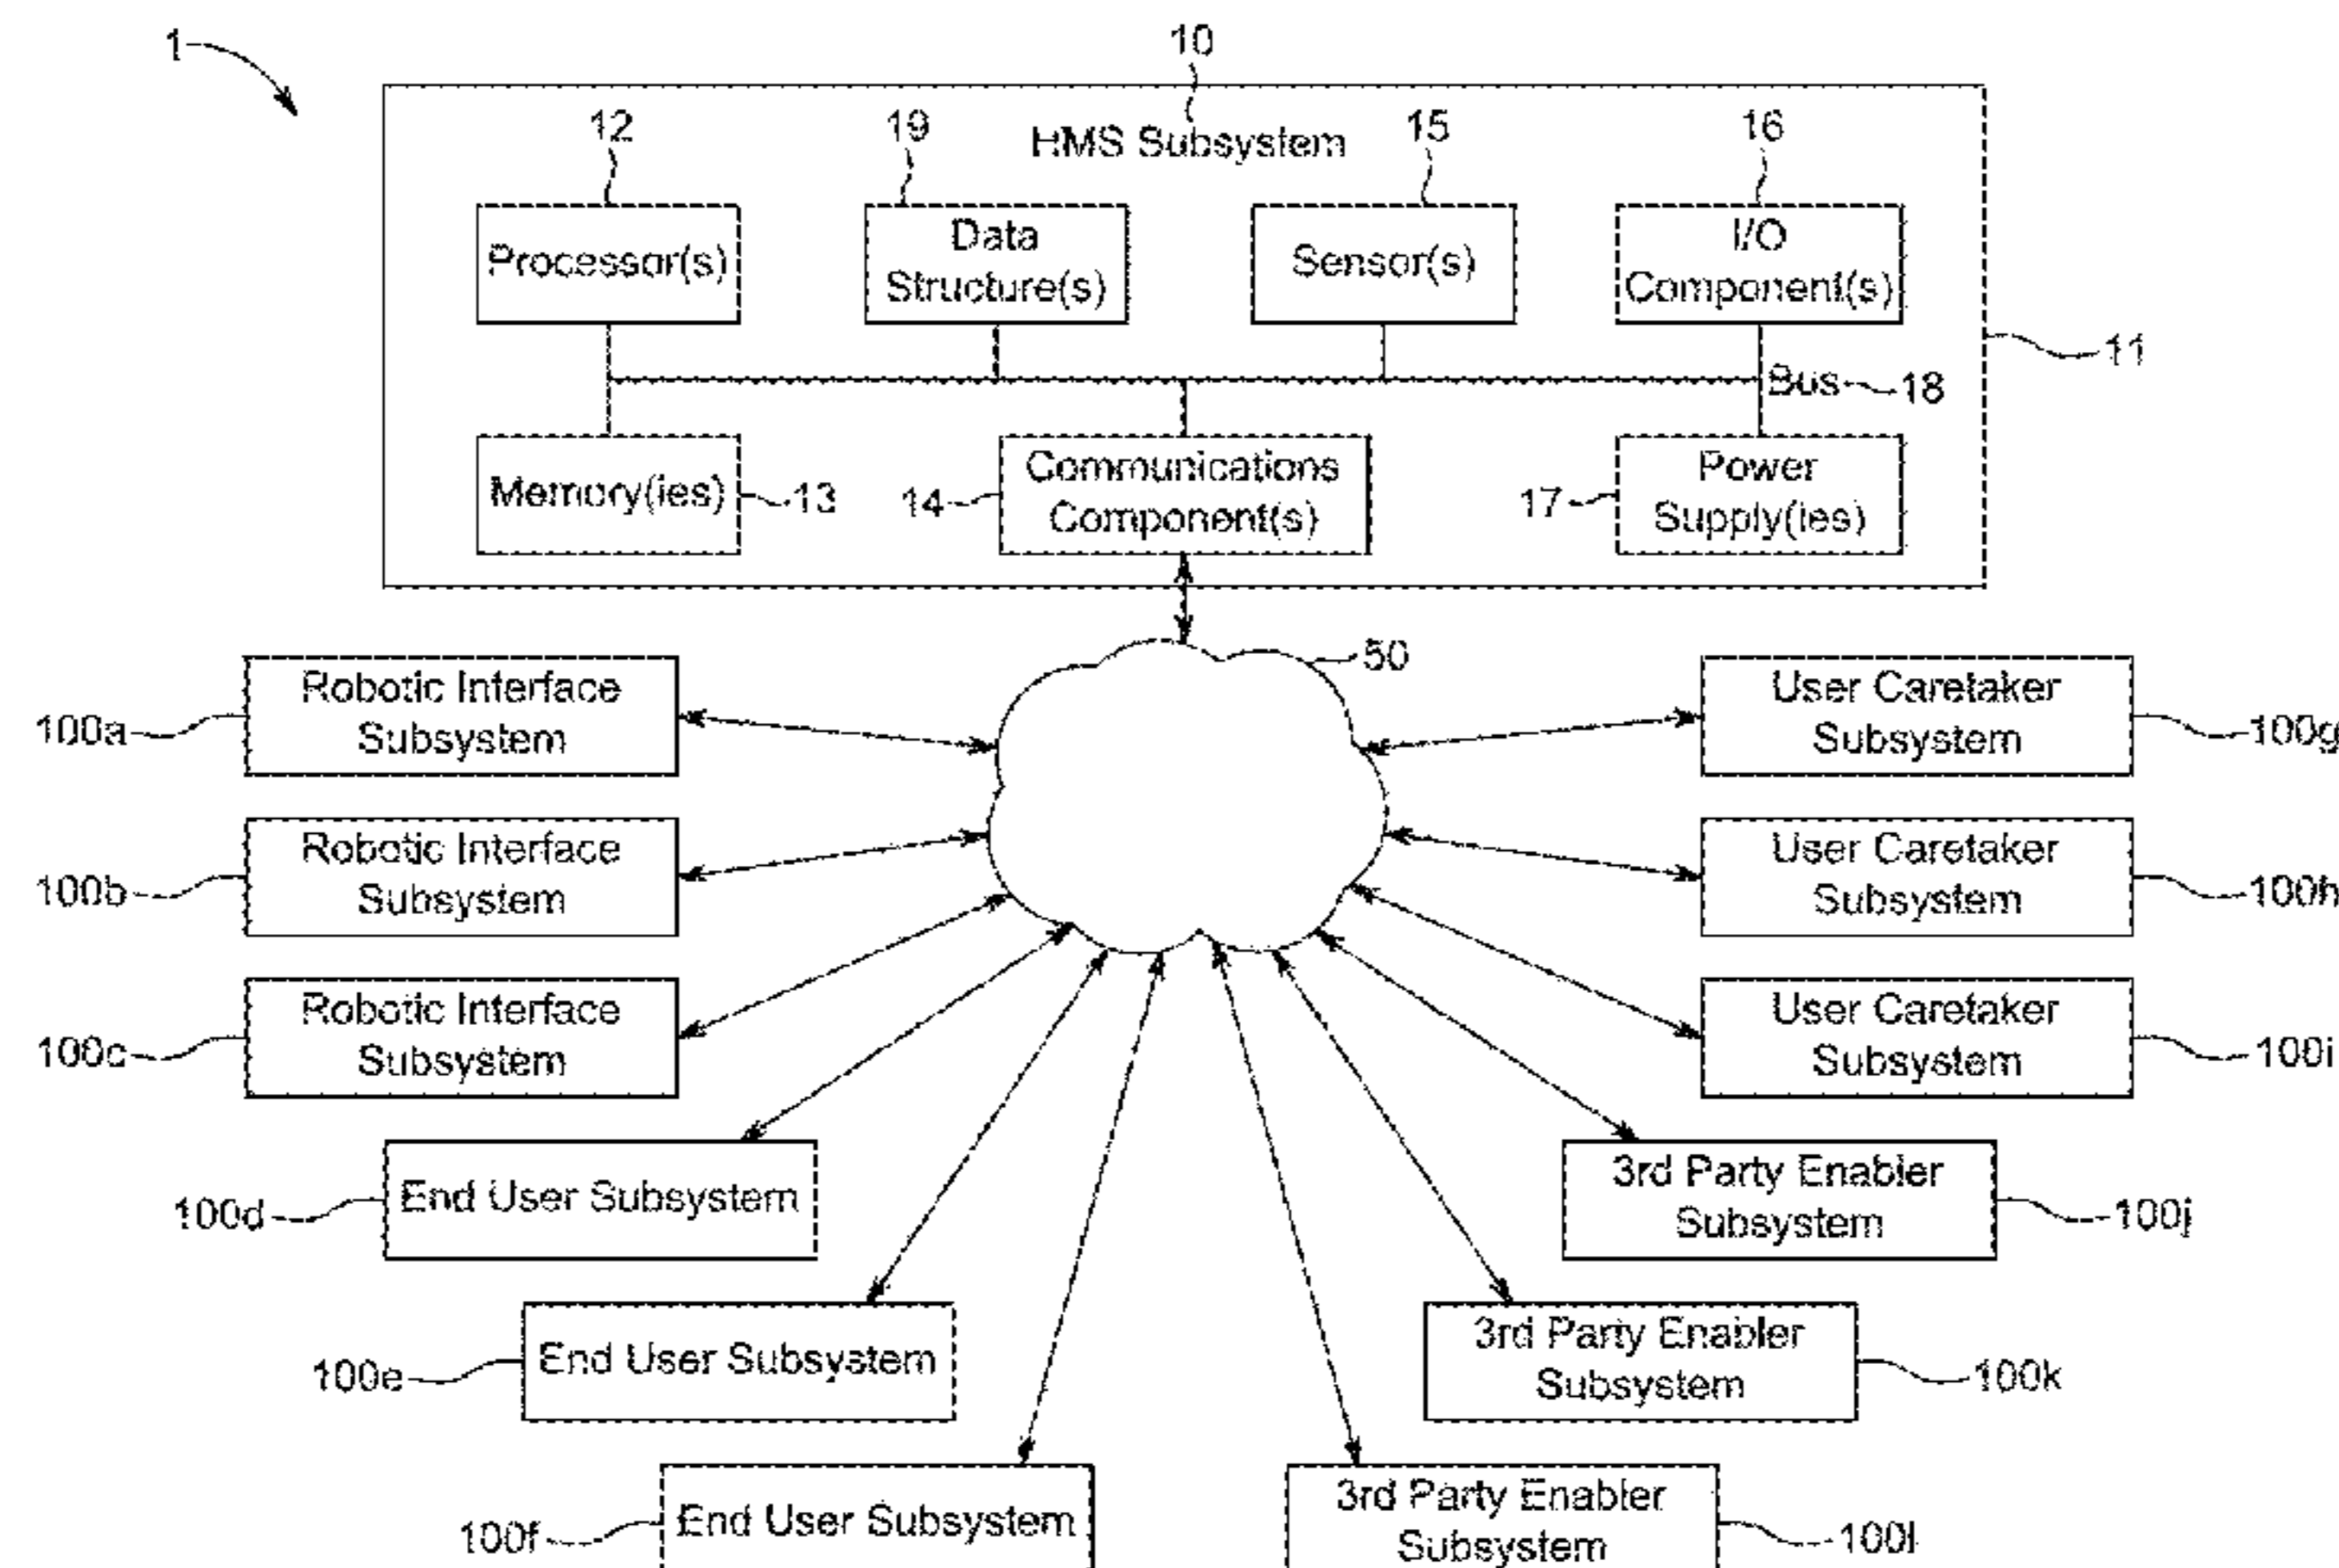 1
10
12
19
HMS Subsystem
15
16
Processor(s)
Data
Structure(s)
Sensor(s)
I/O
Component(s)
11
Bus
18
Memory(ies)
13
14
Communications
Component(s)
17
Power
Supply(ies)
50
100a
Robotic Interface
Subsystem
User Caretaker
Subsystem
100g
100b
Robotic Interface
Subsystem
User Caretaker
Subsystem
100h
100c
Robotic Interface
Subsystem
User Caretaker
Subsystem
100i
100d
End User Subsystem
3rd Party Enabler
Subsystem
100j
100e
End User Subsystem
3rd Party Enabler
Subsystem
100k
100f
End User Subsystem
3rd Party Enabler
Subsystem
100l